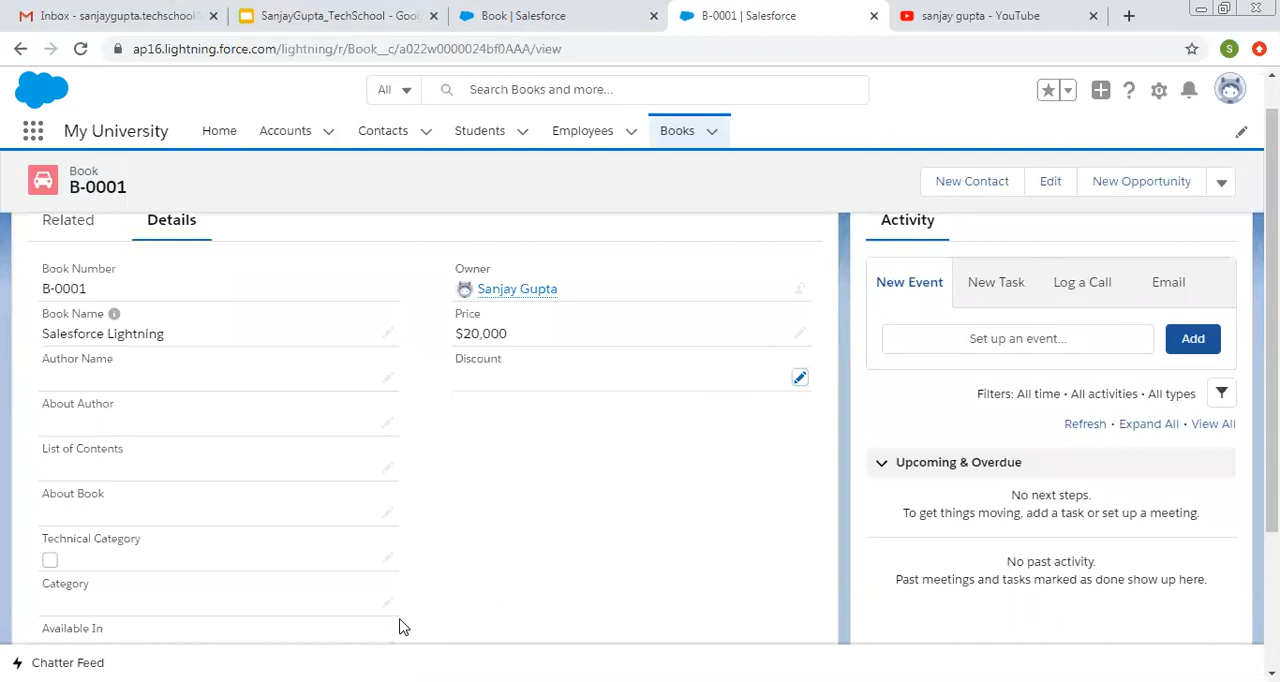 Inbox - sanjaygupta.techschool
SanjayGupta_TechSchool - Goog
Book | Salesforce
B-0001 | Salesforce
sanjay gupta - YouTube
ap16.lightning.force.com/lightning/r/Book__c/a022w0000024bf0AAA/view
S
All
Search Books and more...
My University
Home
Accounts
Contacts
Students
Employees
Books
Book
B-0001
New Contact
Edit
New Opportunity
Related
Details
Activity
Book Number
B-0001
Owner
Sanjay Gupta
Book Name
Salesforce Lightning
Price
$20,000
Author Name
Discount
About Author
List of Contents
About Book
Technical Category
Category
Available In
New Event
New Task
Log a Call
Email
Set up an event...
Add
Filters: All time • All activities • All types
Refresh • Expand All • View All
Upcoming & Overdue
No next steps.
To get things moving, add a task or set up a meeting.
No past activity.
Past meetings and tasks marked as done show up here.
Chatter Feed